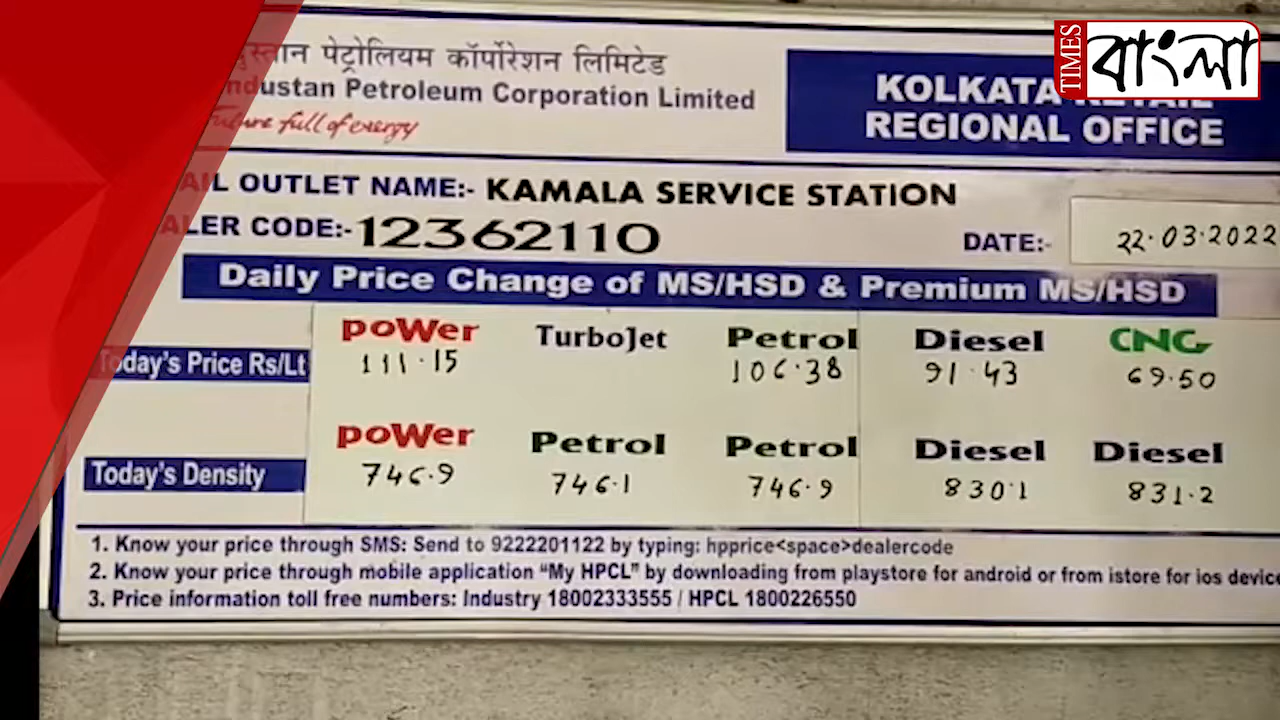 पेट्रोलियम कॉर्पोरेशन लिमिटेड
Petroleum Corporation Limited
Future full of energy
KOLKATA RETAIL
REGIONAL OFFICE
TIMES
বাংলা
OUTLET NAME:- KAMALA SERVICE STATION
CODE:- 12362110
DATE:- 22.03.2022
Daily Price Change of MS/HSD & Premium MS/HSD
poWer TurboJet Petrol Diesel CNG
Today's Price Rs/Lt 111.15 106.38 91.43 69.50
poWer Petrol Petrol Diesel Diesel
Today's Density 746.9 746.1 746.9 830.1 831.2
1. Know your price through SMS: Send to 9222201122 by typing: hpprice<space>dealercode
2. Know your price through mobile application “My HPCL” by downloading from playstore for android or from istore for ios device
3. Price information toll free numbers: Industry 18002333555 / HPCL 1800226550